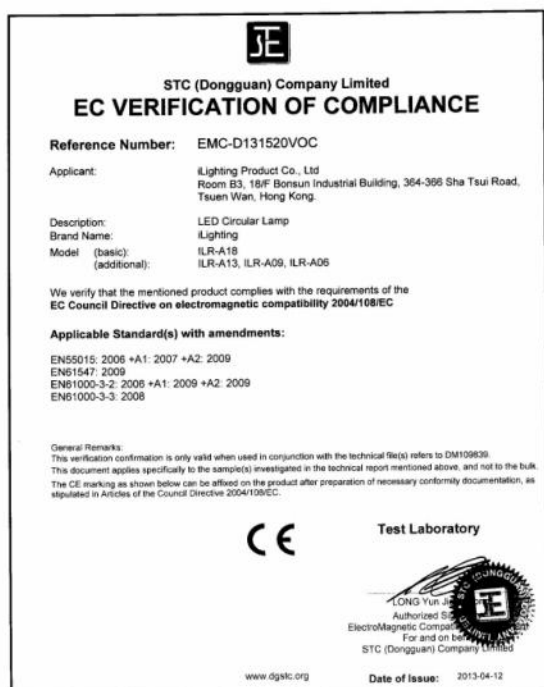 STE
STC (Dongguan) Company Limited
EC VERIFICATION OF COMPLIANCE
Reference Number: EMC-D131520VOC
Applicant: iLighting Product Co., Ltd
Room B3, 18/F Bonsun Industrial Building, 364-366 Sha Tsui Road,
Tsuen Wan, Hong Kong.
Description: LED Circular Lamp
Brand Name: iLighting
Model (basic): ILR-A18
(additional): ILR-A13, ILR-A09, ILR-A06
We verify that the mentioned product complies with the requirements of the
EC Council Directive on electromagnetic compatibility 2004/108/EC
Applicable Standard(s) with amendments:
EN55015: 2006 +A1: 2007 +A2: 2009
EN61547: 2009
EN61000-3-2: 2006 +A1: 2009 +A2: 2009
EN61000-3-3: 2008
General Remarks:
This verification confirmation is only valid when used in conjunction with the technical file(s) refers to DM109839.
This document applies specifically to the sample(s) investigated in the technical report mentioned above, and not to the bulk.
The CE marking as shown below can be affixed on the product after preparation of necessary conformity documentation, as
stipulated in Articles of the Council Directive 2004/108/EC.
CE
Test Laboratory
LONG Yun
Authorized
ElectroMagnetic
For and on
STC (Dongguan) Company Limited
STC (DONGGUAN
www.dgstc.org
Date of Issue: 2013-04-12